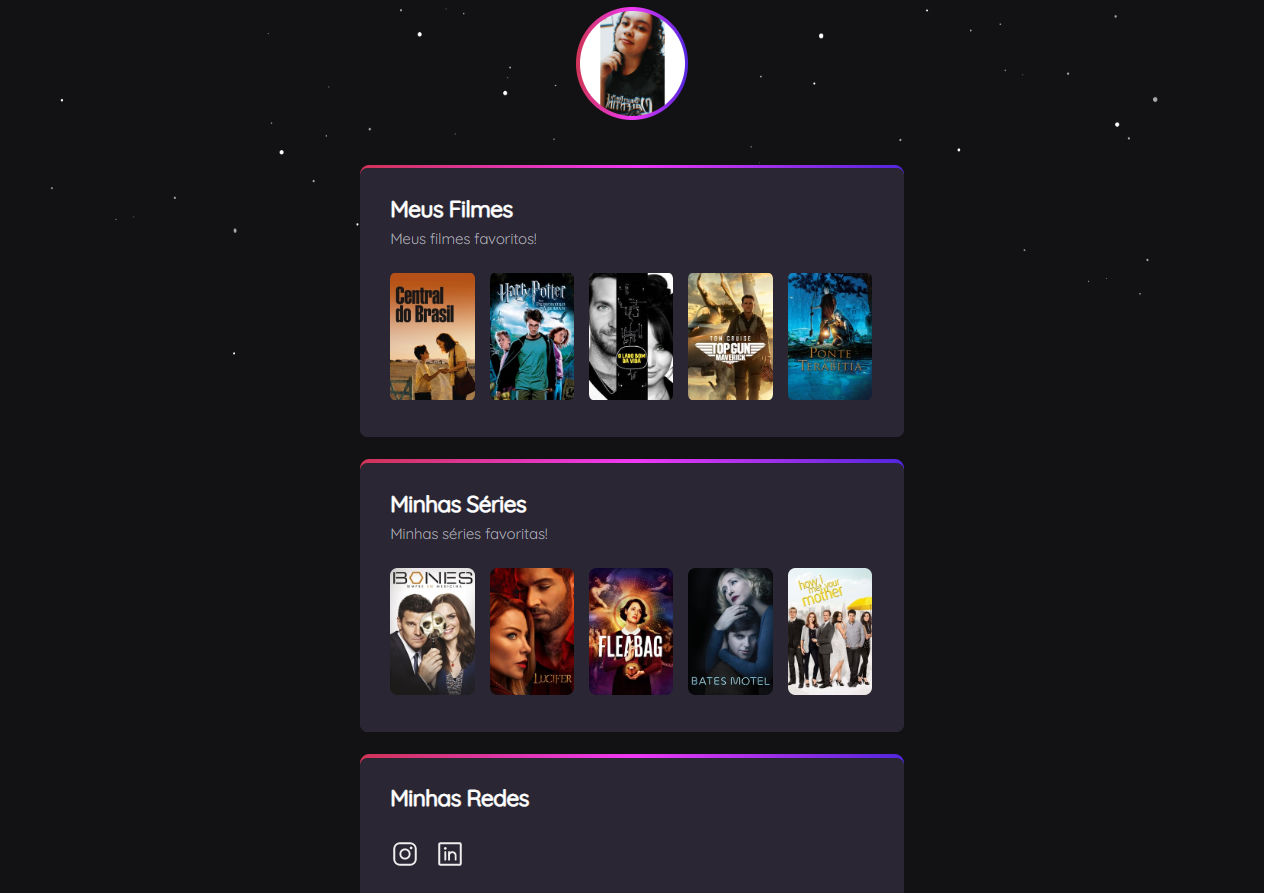 Meus Filmes
Meus filmes favoritos!
Central
do Brasil
Harry Potter
O LADO BOM
DA VIDA
TOM CRUISE
TOP GUN
MAVERICK
PONTE
TERABÍTIA
Minhas Séries
Minhas séries favoritas!
BONES
LUCIFER
FLEABAG
BATES MOTEL
how i
met your
mother
Minhas Redes
in